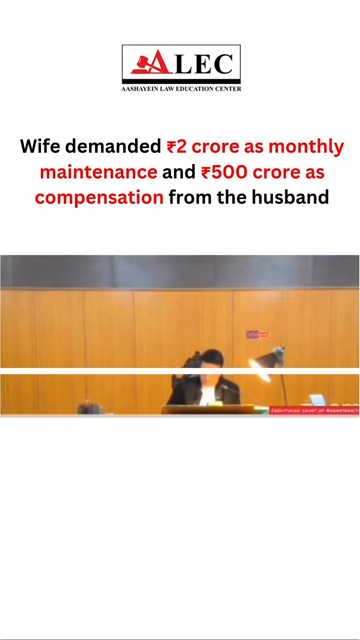 ALEC
AASHAYEIN LAW EDUCATION CENTER
Wife demanded ₹2 crore as monthly
maintenance and ₹500 crore as
compensation from the husband